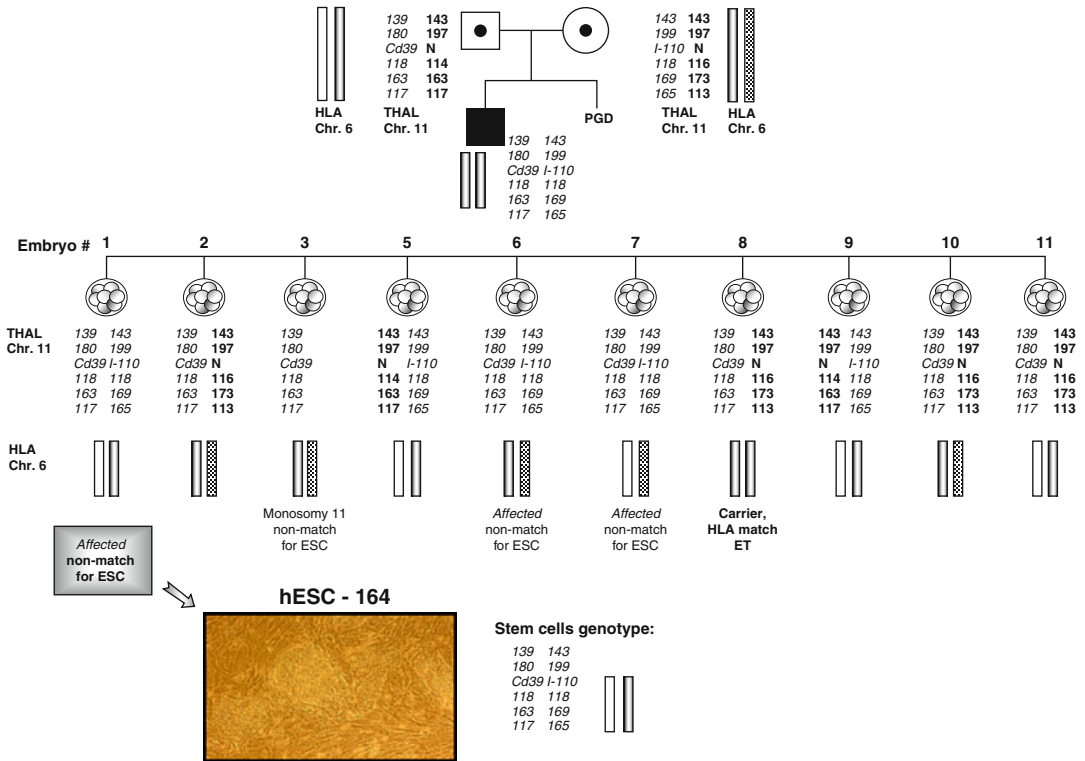 139 143
180 197
Cd39 N
118 114
163 163
117 117
THAL
Chr. 11
HLA
Chr. 6
143 143
199 197
I-110 N
118 116
169 173
165 113
THAL
Chr. 11
HLA
Chr. 6
PGD
139 143
180 199
Cd39 I-110
118 118
163 169
117 165
Embryo # 1 2 3 5 6 7 8 9 10 11
THAL 139 143 139 143 139 143 143 139 143 139 143 139 143 143 143 139 143 139 143
Chr. 11 180 199 180 197 180 197 199 180 199 180 199 180 197 197 199 180 197 180 197
Cd39 I-110 Cd39 N Cd39 N I-110 Cd39 I-110 Cd39 I-110 Cd39 N N I-110 Cd39 N Cd39 N
118 118 118 116 118 114 118 118 118 118 118 118 116 114 118 118 116 118 116
163 169 163 173 163 163 169 163 169 163 169 163 173 163 169 163 173 163 173
117 165 117 113 117 117 165 117 165 117 165 117 113 117 165 117 113 117 113
HLA
Chr. 6
Monosomy 11
non-match
for ESC
Affected
non-match
for ESC
Affected
non-match
for ESC
Carrier,
HLA match
ET
Affected
non-match
for ESC
hESC - 164
Stem cells genotype:
139 143
180 199
Cd39 I-110
118 118
163 169
117 165